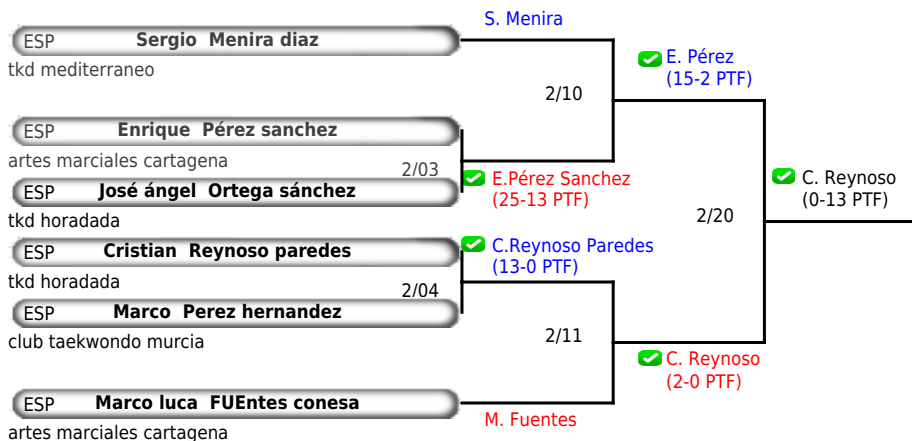 S. Menira
ESP Sergio Menira diaz
tkd mediterraneo
E. Pérez
(15-2 PTF)
2/10
ESP Enrique Pérez sanchez
artes marciales cartagena
2/03
E.Pérez Sanchez
(25-13 PTF)
ESP José ángel Ortega sánchez
tkd horadada
C. Reynoso
(0-13 PTF)
2/20
ESP Cristian Reynoso paredes
tkd horadada
C.Reynoso Paredes
(13-0 PTF)
2/04
ESP Marco Perez hernandez
club taekwondo murcia
2/11
C. Reynoso
(2-0 PTF)
ESP Marco luca FUEntes conesa
artes marciales cartagena
M. Fuentes